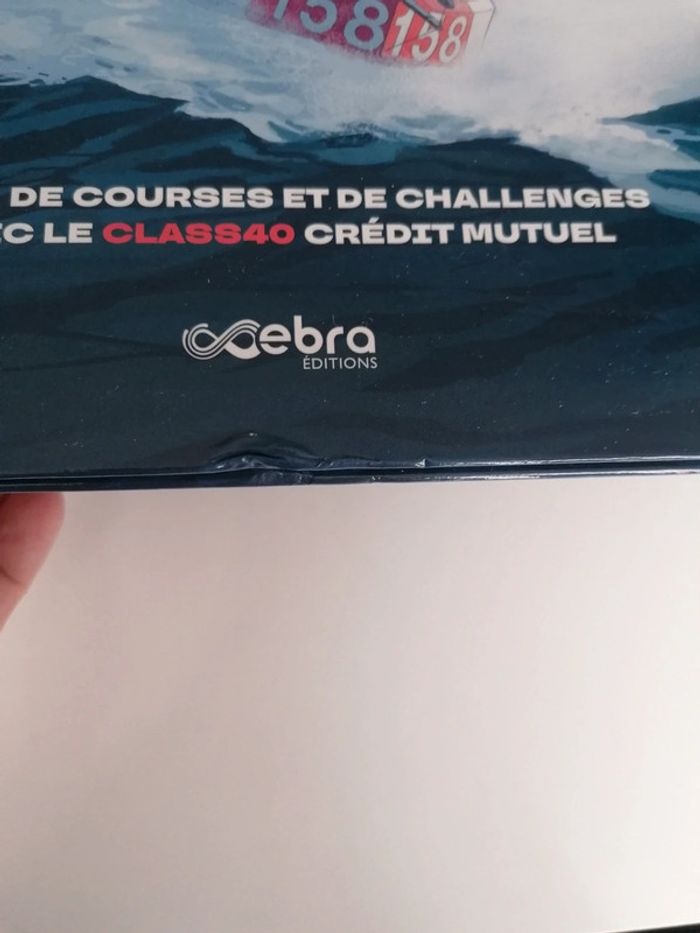 158 158
DE COURSES ET DE CHALLENGES
LE CLASS40 CRÉDIT MUTUEL
ebra
ÉDITIONS